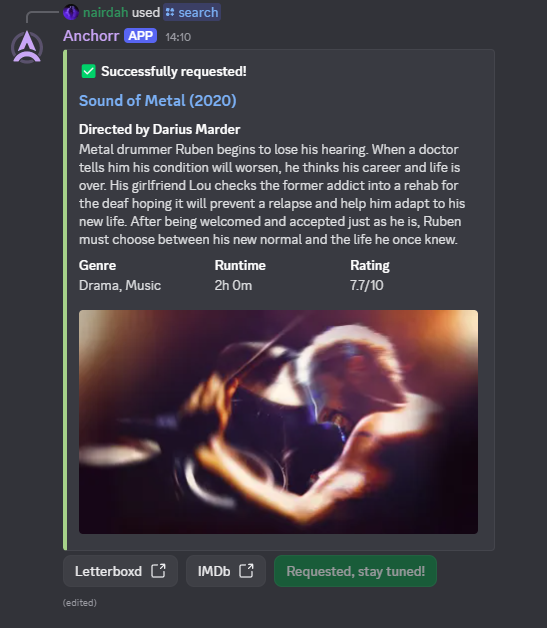 nairdah used search
Anchorr APP 14:10
Successfully requested!
Sound of Metal (2020)
Directed by Darius Marder
Metal drummer Ruben begins to lose his hearing. When a doctor
tells him his condition will worsen, he thinks his career and life is
over. His girlfriend Lou checks the former addict into a rehab for
the deaf hoping it will prevent a relapse and help him adapt to his
new life. After being welcomed and accepted just as he is, Ruben
must choose between his new normal and the life he once knew.
Genre Runtime Rating
Drama, Music 2h 0m 7.7/10
Letterboxd IMDb Requested, stay tuned!
(edited)